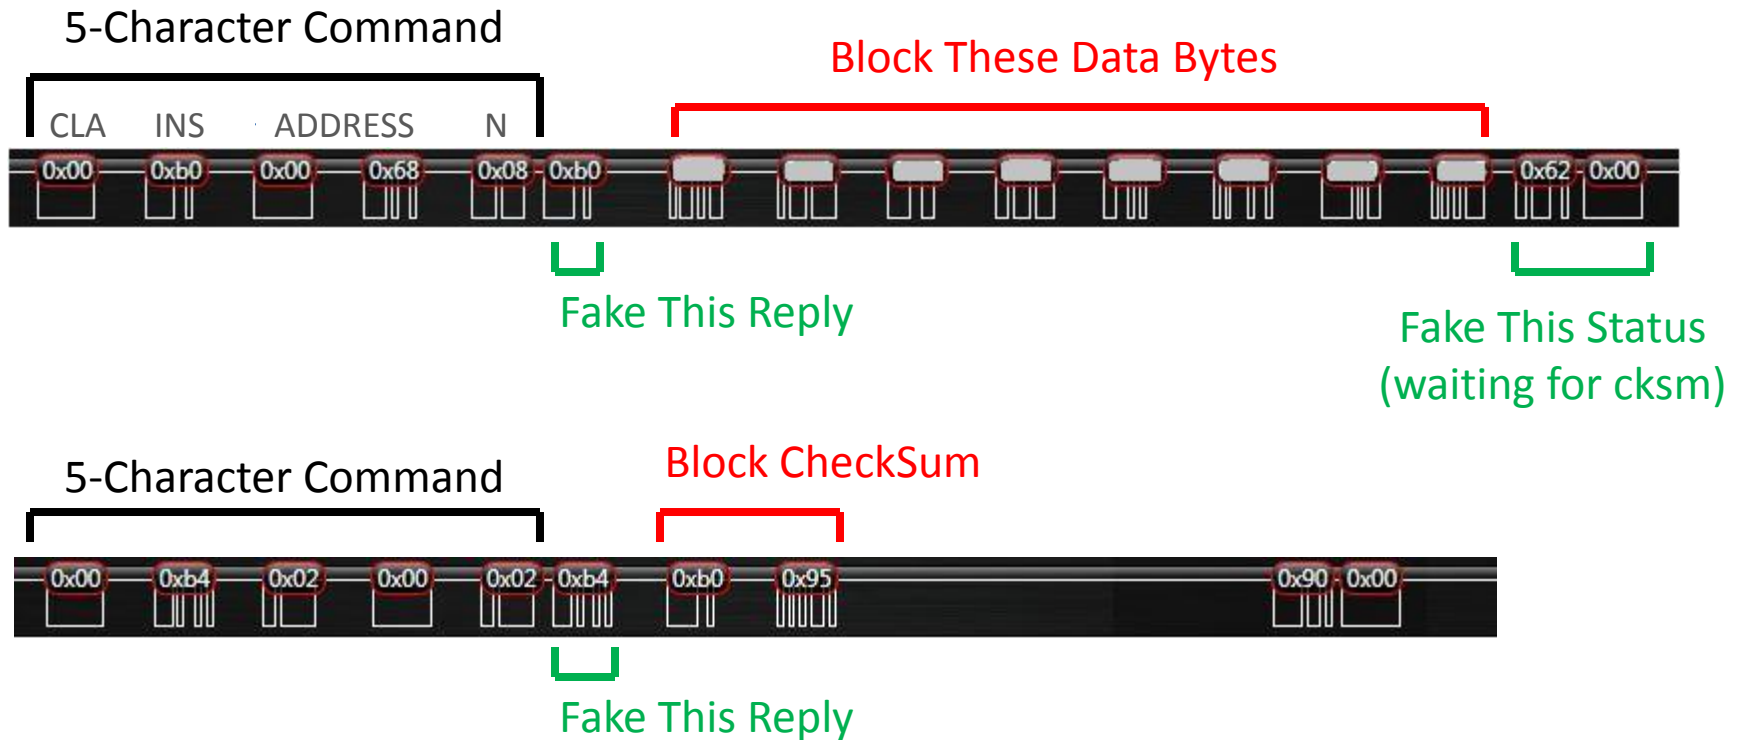 5-Character Command
Block These Data Bytes
CLA INS ADDRESS N
0x00 0xb0 0x00 0x68 0x08 0xb0 0x62 0x00
Fake This Reply
Fake This Status
(waiting for cksm)
5-Character Command
Block CheckSum
0x00 0xb4 0x02 0x00 0x02 0xb4 0xb0 0x95 0x90 0x00
Fake This Reply